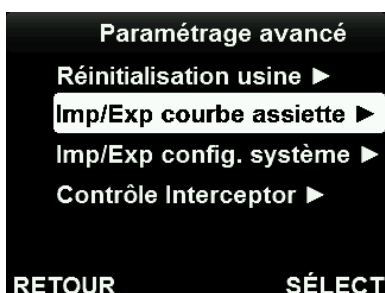 Paramétrage avancé
Réinitialisation usine ►
Imp/Exp courbe assiette ►
Imp/Exp config. système ►
Contrôle Interceptor ►
RETOUR SÉLECT